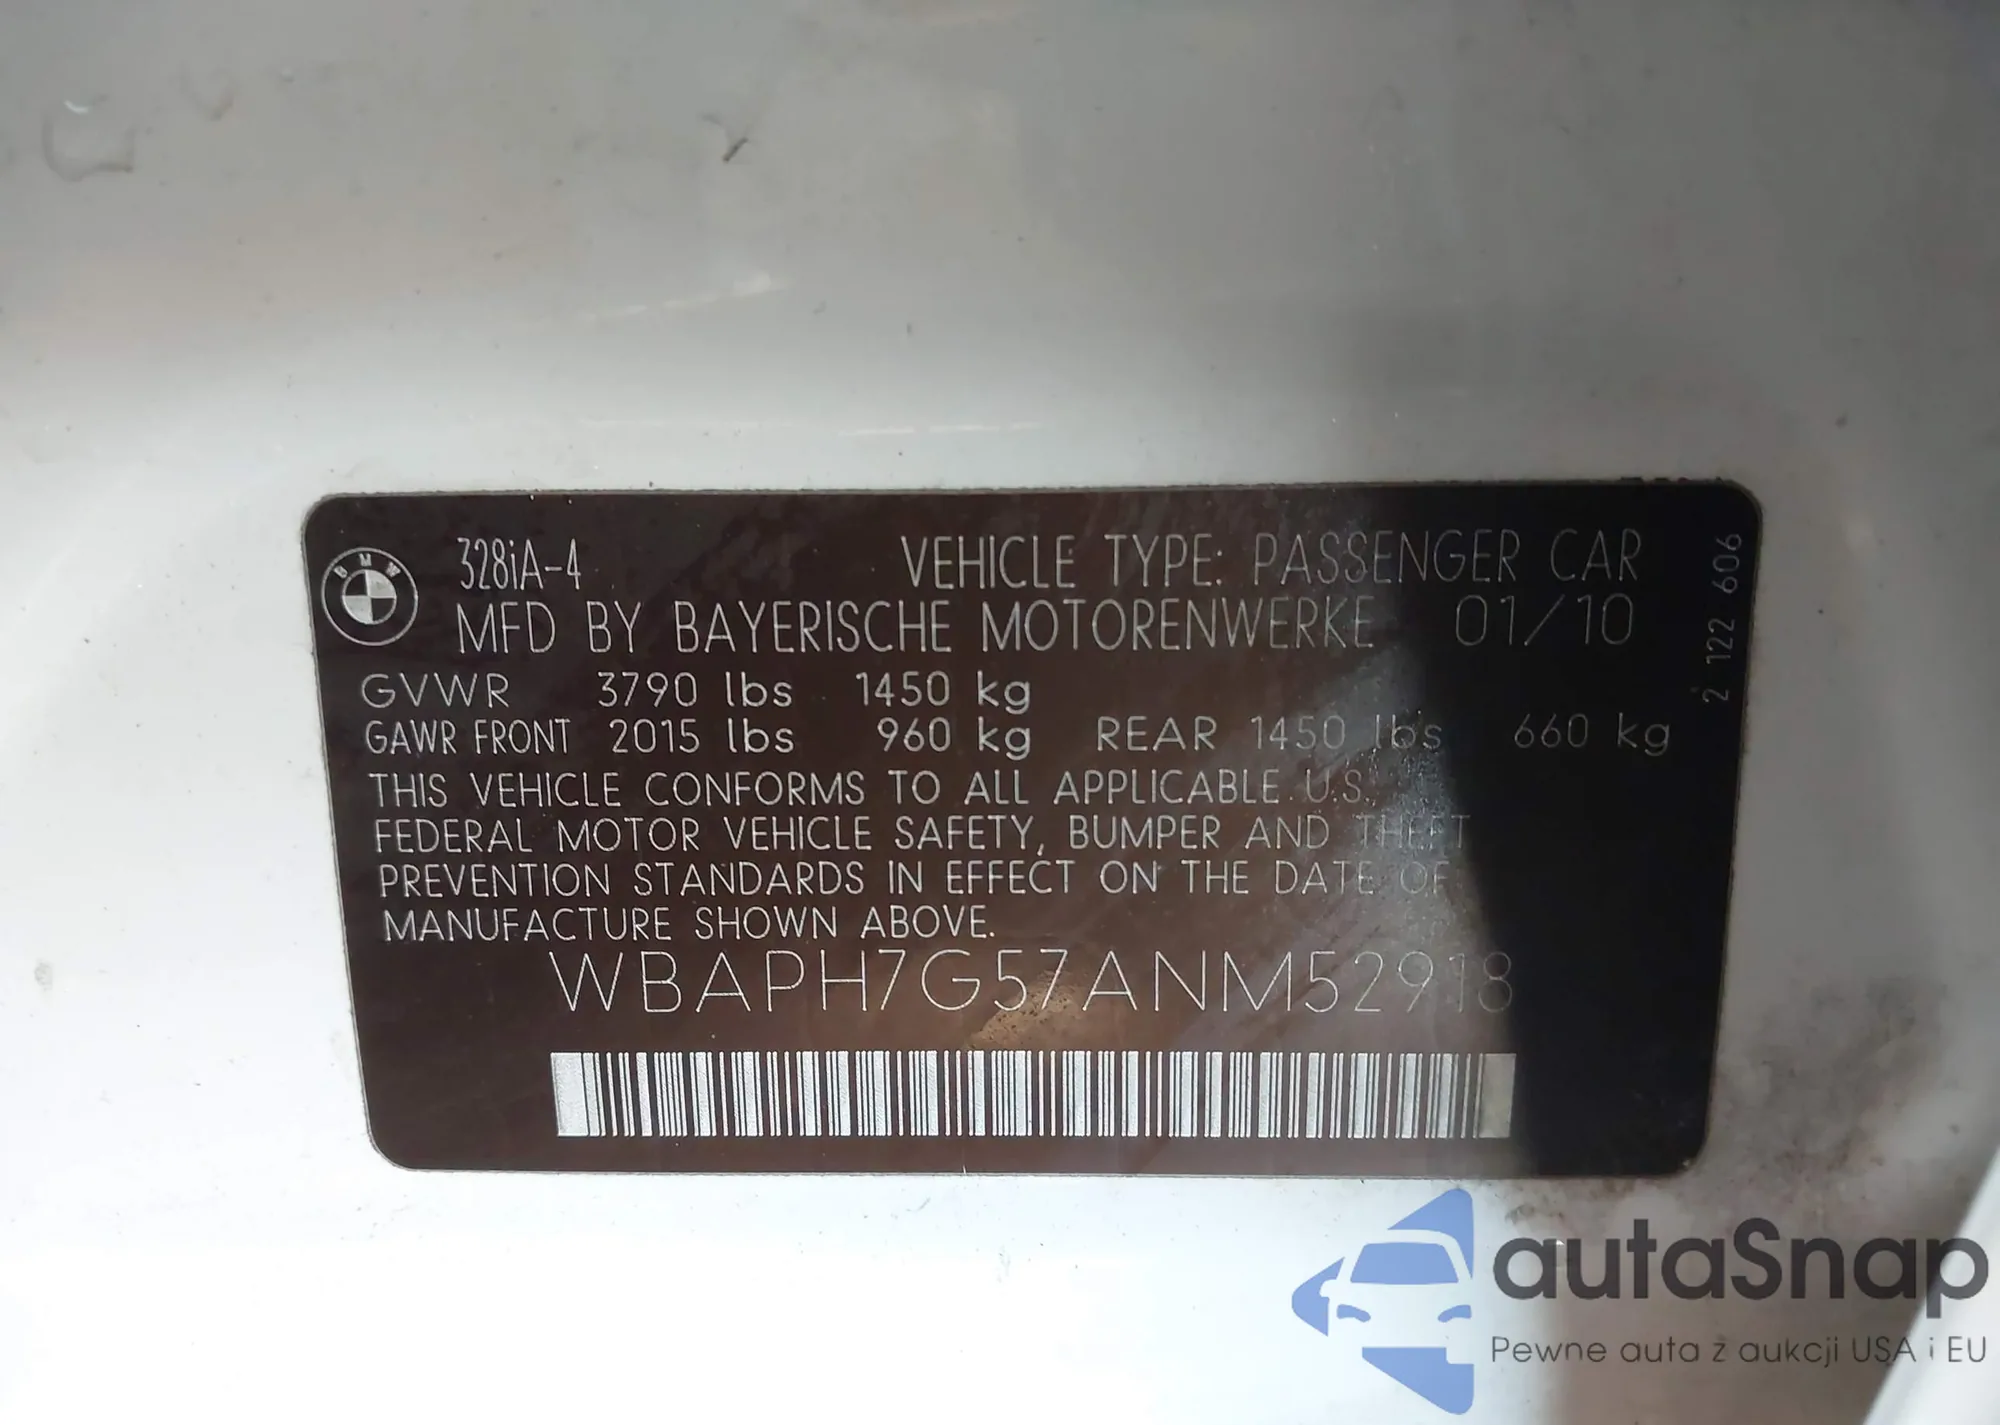 BMW
328iA-4 VEHICLE TYPE: PASSENGER CAR
MFD BY BAYERISCHE MOTORENWERKE 01/10
GVWR 3790 lbs 1450 kg
GAWR FRONT 2015 lbs 960 kg REAR 1450 lbs 660 kg
THIS VEHICLE CONFORMS TO ALL APPLICABLE U.S.
FEDERAL MOTOR VEHICLE SAFETY, BUMPER AND THEFT
PREVENTION STANDARDS IN EFFECT ON THE DATE OF
MANUFACTURE SHOWN ABOVE.
WBAPH7G57ANM52918
2 122 606
autaSnap
Pewne auta z aukcji USA i EU